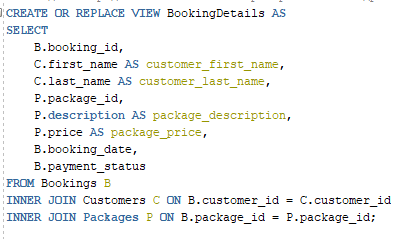 CREATE OR REPLACE VIEW BookingDetails AS
SELECT
B.booking_id,
C.first_name AS customer_first_name,
C.last_name AS customer_last_name,
P.package_id,
P.description AS package_description,
P.price AS package_price,
B.booking_date,
B.payment_status
FROM Bookings B
INNER JOIN Customers C ON B.customer_id = C.customer_id
INNER JOIN Packages P ON B.package_id = P.package_id;